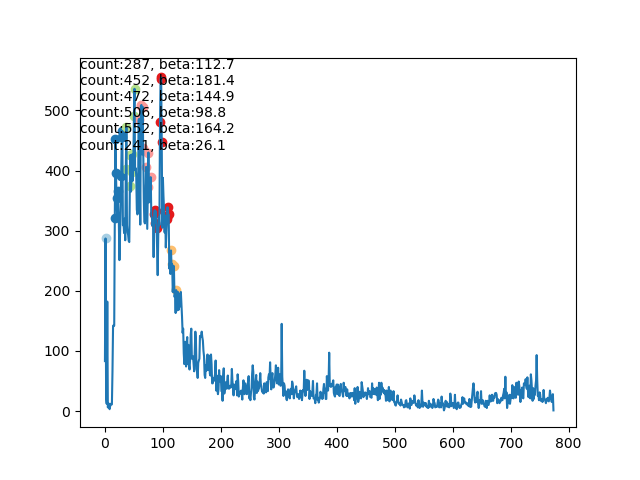 count:287, beta:112.7
count:452, beta:181.4
count:472, beta:144.9
count:506, beta:98.8
count:552, beta:164.2
count:241, beta:26.1
500
400
300
200
100
0
0 100 200 300 400 500 600 700 800